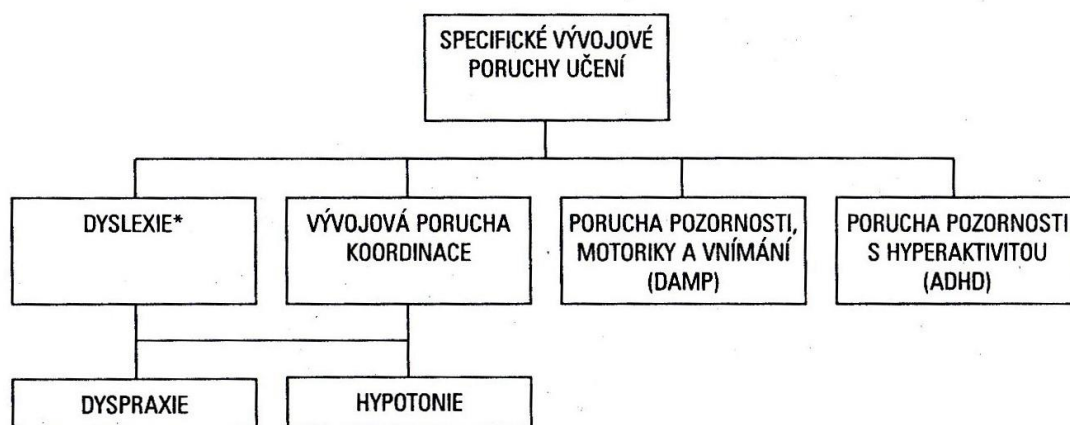 SPECIFICKÉ VÝVOJOVÉ
PORUCHY UČENÍ
DYSLEXIE*
VÝVOJOVÁ PORUCHA
KOORDINACE
PORUCHA POZORNOSTI,
MOTORIKY A VNÍMÁNÍ
(DAMP)
PORUCHA POZORNOSTI
S HYPERAKTIVITOU
(ADHD)
DYSPRAXIE
HYPOTONIE